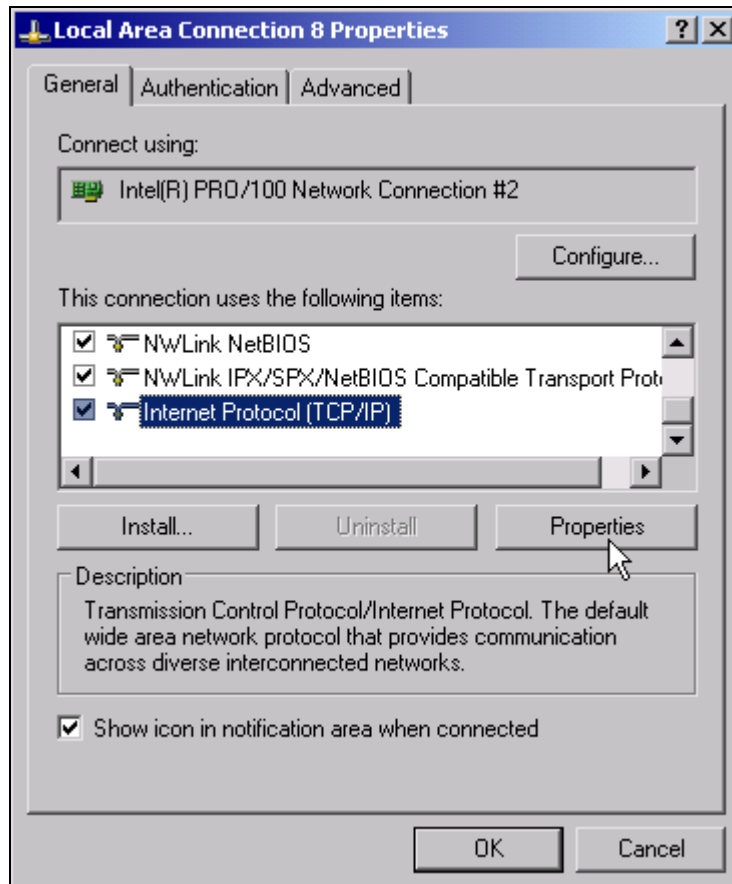 Local Area Connection 8 Properties
General Authentication Advanced
Connect using:
Intel(R) PRO/100 Network Connection #2
Configure...
This connection uses the following items:
NWLink NetBIOS
NWLink IPX/SPX/NetBIOS Compatible Transport Prot
Internet Protocol (TCP/IP)
Install... Uninstall Properties
Description
Transmission Control Protocol/Internet Protocol. The default
wide area network protocol that provides communication
across diverse interconnected networks.
Show icon in notification area when connected
OK Cancel